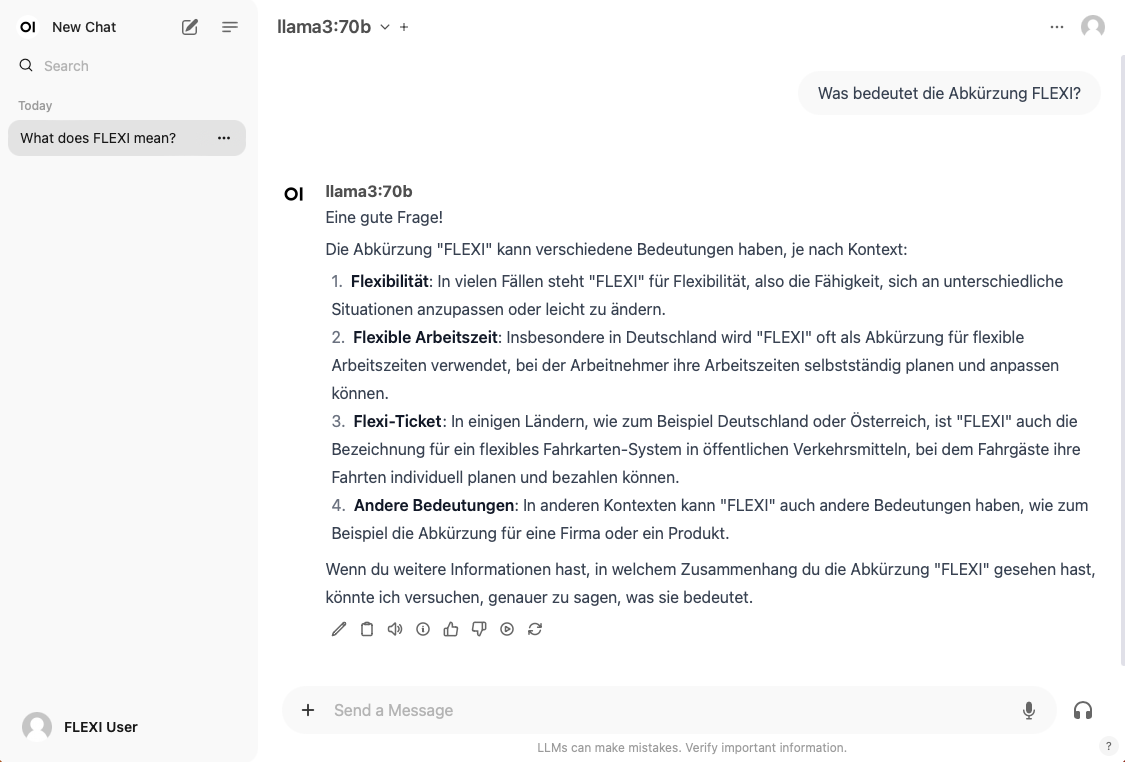 OI New Chat
Search
Today
What does FLEXI mean?
llama3:70b
Was bedeutet die Abkürzung FLEXI?
OI llama3:70b
Eine gute Frage!
Die Abkürzung "FLEXI" kann verschiedene Bedeutungen haben, je nach Kontext:
1. Flexibilität: In vielen Fällen steht "FLEXI" für Flexibilität, also die Fähigkeit, sich an unterschiedliche
Situationen anzupassen oder leicht zu ändern.
2. Flexible Arbeitszeit: Insbesondere in Deutschland wird "FLEXI" oft als Abkürzung für flexible
Arbeitszeiten verwendet, bei der Arbeitnehmer ihre Arbeitszeiten selbstständig planen und anpassen
können.
3. Flexi-Ticket: In einigen Ländern, wie zum Beispiel Deutschland oder Österreich, ist "FLEXI" auch die
Bezeichnung für ein flexibles Fahrkarten-System in öffentlichen Verkehrsmitteln, bei dem Fahrgäste ihre
Fahrten individuell planen und bezahlen können.
4. Andere Bedeutungen: In anderen Kontexten kann "FLEXI" auch andere Bedeutungen haben, wie zum
Beispiel die Abkürzung für eine Firma oder ein Produkt.
Wenn du weitere Informationen hast, in welchem Zusammenhang du die Abkürzung "FLEXI" gesehen hast,
könnte ich versuchen, genauer zu sagen, was sie bedeutet.
Send a Message
LLMs can make mistakes. Verify important information.
?
FLEXI User